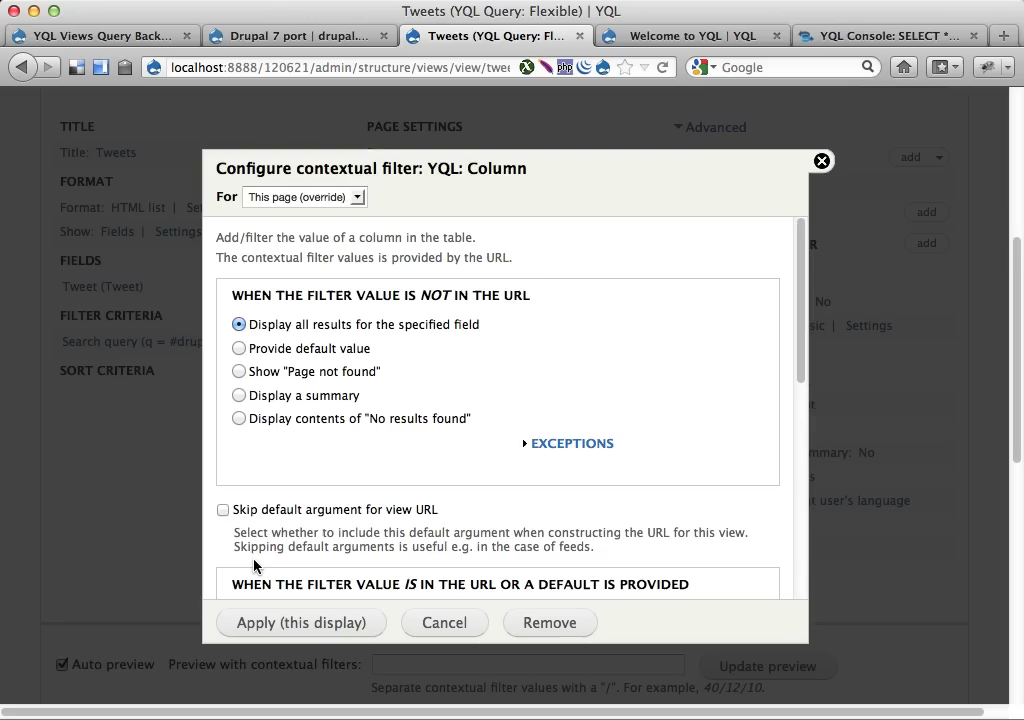 Tweets (YQL Query: Flexible) | YQL
YQL Views Query Back... × Drupal 7 port | drupal.... × Tweets (YQL Query: Fl... × Welcome to YQL | YQL × YQL Console: SELECT *... ×
localhost:8888/120621/admin/structure/views/view/twee
php
Google
TITLE
Title: Tweets
FORMAT
Format: HTML list |
Show: Fields | Settings
FIELDS
Tweet (Tweet)
FILTER CRITERIA
Search query (q = #drup
SORT CRITERIA
PAGE SETTINGS
Advanced
add
add
add
No
Settings
mmary: No
user's language
Configure contextual filter: YQL: Column
For This page (override)
Add/filter the value of a column in the table.
The contextual filter values is provided by the URL.
WHEN THE FILTER VALUE IS NOT IN THE URL
Display all results for the specified field
Provide default value
Show "Page not found"
Display a summary
Display contents of "No results found"
EXCEPTIONS
Skip default argument for view URL
Select whether to include this default argument when constructing the URL for this view.
Skipping default arguments is useful e.g. in the case of feeds.
WHEN THE FILTER VALUE IS IN THE URL OR A DEFAULT IS PROVIDED
Apply (this display) Cancel Remove
Auto preview Preview with contextual filters: Update preview
Separate contextual filter values with a "/". For example, 40/12/10.